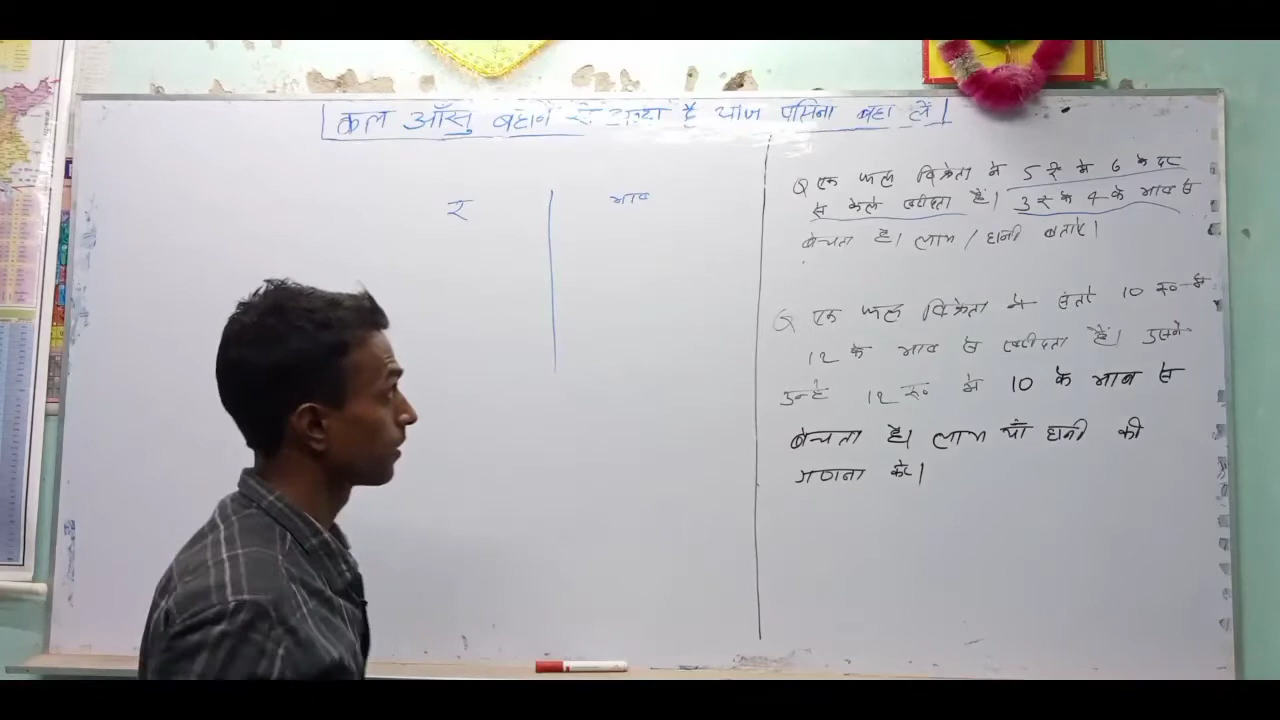 कल आँसु बहाने से अच्छा है आज पसिना बहा लें
₹
भाव
Q एक फल विक्रेता ने 5 ₹ में 6 के दर
से केले खरीदता हैं। 3 ₹ के 4 के भाव से
बेचता है। लाभ / हानी बताए।
Q एक फल विक्रेता ने संतरे 10 रू० में
12 के भाव से खरीदता हैं। उसने
उन्हे 12 रू० में 10 के भाव से
बेचता है। लाभ याँ हानी की
गणना करे।